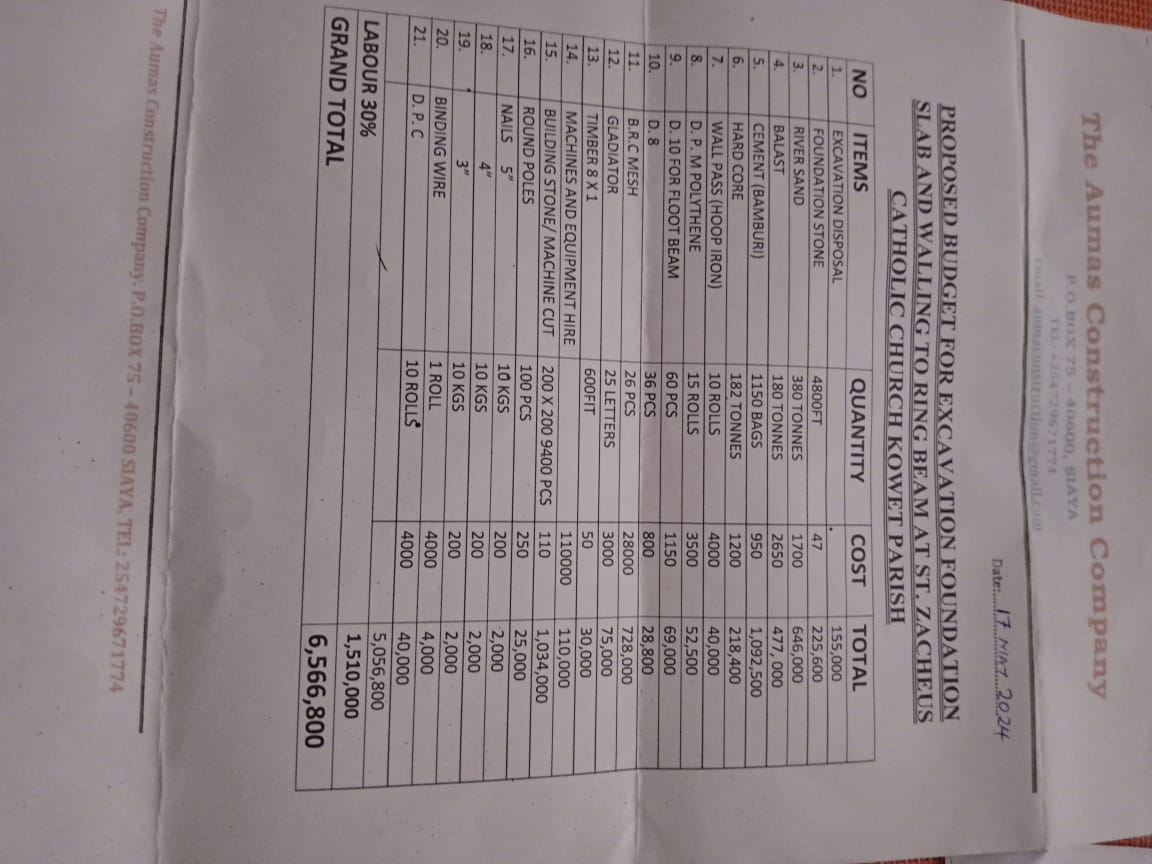 The Aumas Construction Company
P.O.BOX 75 – 40600, SIAYA
TEL: +254729671774
email: aumaconstruction@gmail.com
Date:....17 MAY 2024
PROPOSED BUDGET FOR EXCAVATION FOUNDATION
SLAB AND WALLING TO RING BEAM AT ST. ZACHEUS
CATHOLIC CHURCH KOWET PARISH
NO ITEMS QUANTITY COST TOTAL
1. EXCAVATION DISPOSAL 155,000
2. FOUNDATION STONE 4800FT 47 225,600
3. RIVER SAND 380 TONNES 1700 646,000
4. BALAST 180 TONNES 2650 477, 000
5. CEMENT (BAMBURI) 1150 BAGS 950 1,092,500
6. HARD CORE 182 TONNES 1200 218,400
7. WALL PASS (HOOP IRON) 10 ROLLS 4000 40,000
8. D. P. M POLYTHENE 15 ROLLS 3500 52,500
9. D. 10 FOR FLOOT BEAM 60 PCS 1150 69,000
10. D. 8 36 PCS 800 28,800
11. B.R.C MESH 26 PCS 28000 728,000
12. GLADIATOR 25 LETTERS 3000 75,000
13. TIMBER 8 X 1 600FIT 50 30,000
14. MACHINES AND EQUIPMENT HIRE 110000 110,000
15. BUILDING STONE/ MACHINE CUT 200 X 200 9400 PCS 110 1,034,000
16. ROUND POLES 100 PCS 250 25,000
17. NAILS 5" 10 KGS 200 2,000
18. 4" 10 KGS 200 2,000
19. 3" 10 KGS 200 2,000
20. BINDING WIRE 1 ROLL 4000 4,000
21. D. P. C 10 ROLLS 4000 40,000
5,056,800
LABOUR 30% 1,510,000
GRAND TOTAL 6,566,800
The Aumas Construction Company. P.O.BOX 75 – 40600 SIAYA, TEL: 254729671774